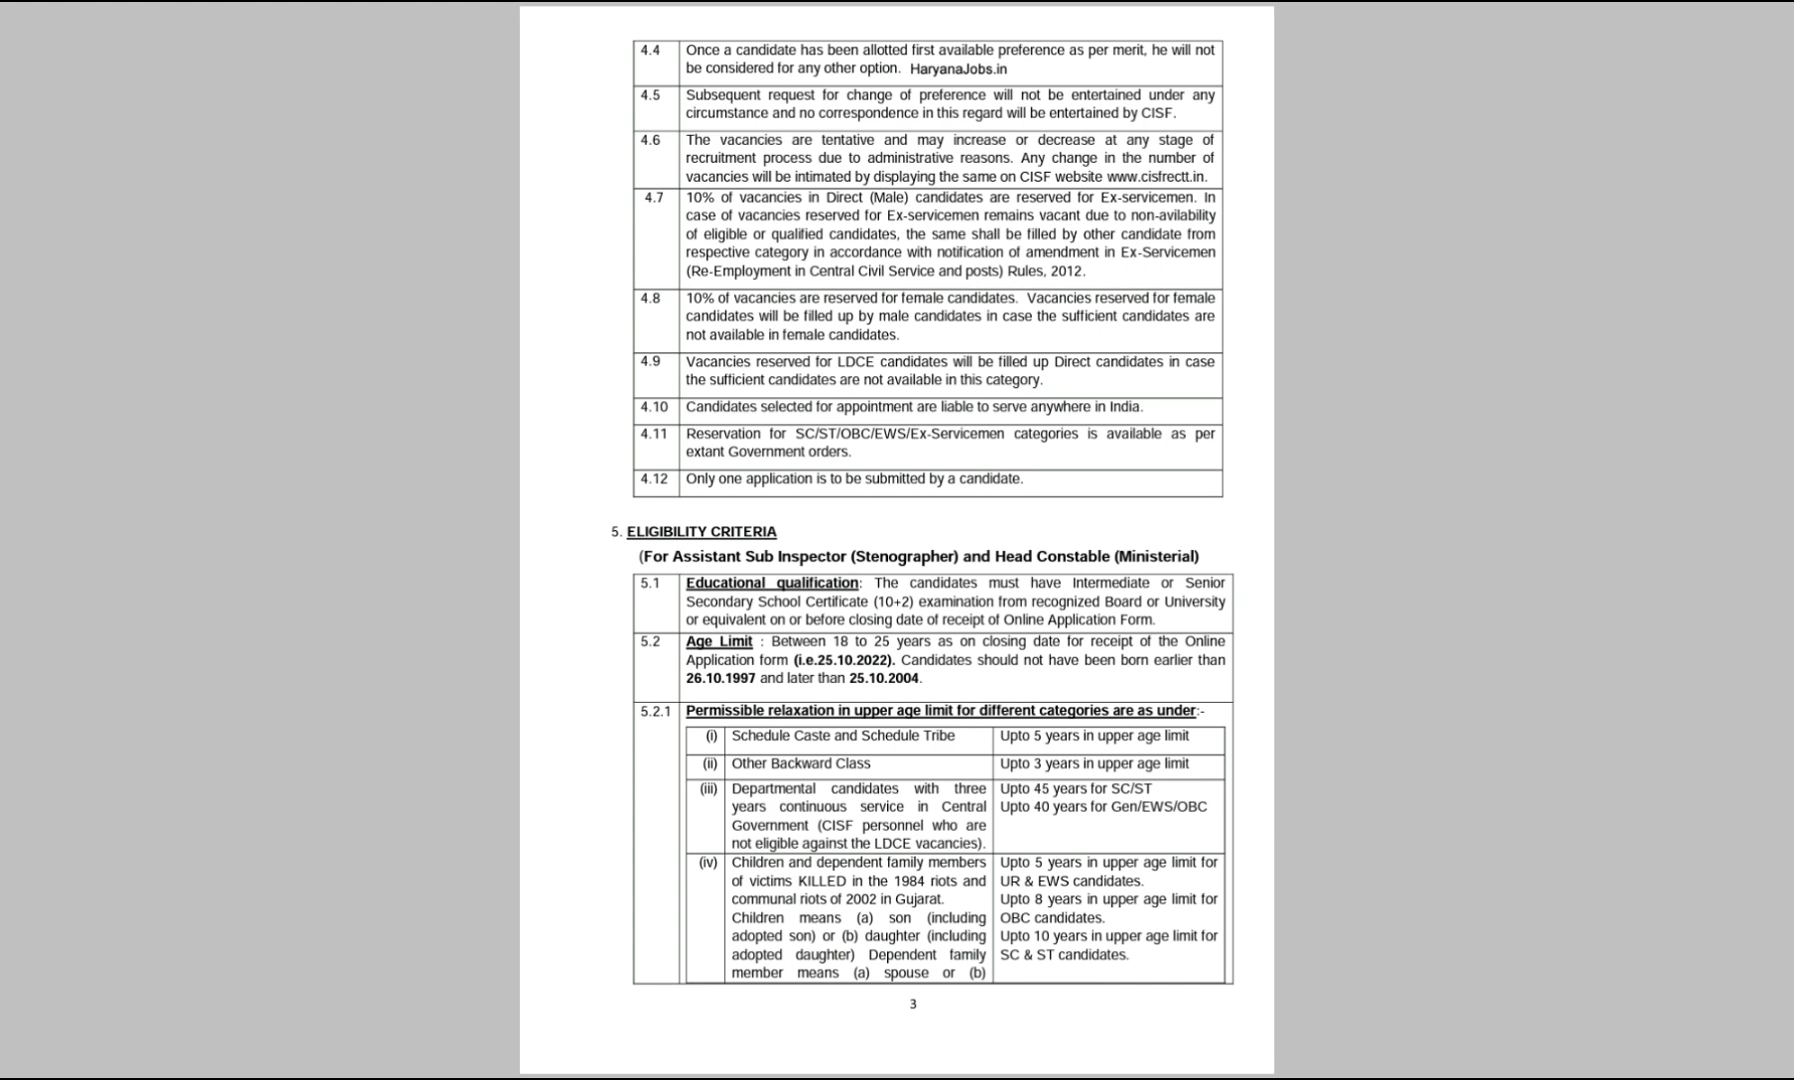 4.4 Once a candidate has been allotted first available preference as per merit, he will not
be considered for any other option. HaryanaJobs.in
4.5 Subsequent request for change of preference will not be entertained under any
circumstance and no correspondence in this regard will be entertained by CISF.
4.6 The vacancies are tentative and may increase or decrease at any stage of
recruitment process due to administrative reasons. Any change in the number of
vacancies will be intimated by displaying the same on CISF website www.cisfrectt.in.
4.7 10% of vacancies in Direct (Male) candidates are reserved for Ex-servicemen. In
case of vacancies reserved for Ex-servicemen remains vacant due to non-avilability
of eligible or qualified candidates, the same shall be filled by other candidate from
respective category in accordance with notification of amendment in Ex-Servicemen
(Re-Employment in Central Civil Service and posts) Rules, 2012.
4.8 10% of vacancies are reserved for female candidates. Vacancies reserved for female
candidates will be filled up by male candidates in case the sufficient candidates are
not available in female candidates.
4.9 Vacancies reserved for LDCE candidates will be filled up Direct candidates in case
the sufficient candidates are not available in this category.
4.10 Candidates selected for appointment are liable to serve anywhere in India.
4.11 Reservation for SC/ST/OBC/EWS/Ex-Servicemen categories is available as per
extant Government orders.
4.12 Only one application is to be submitted by a candidate.
5. ELIGIBILITY CRITERIA
(For Assistant Sub Inspector (Stenographer) and Head Constable (Ministerial)
5.1 Educational qualification: The candidates must have Intermediate or Senior
Secondary School Certificate (10+2) examination from recognized Board or University
or equivalent on or before closing date of receipt of Online Application Form.
5.2 Age Limit : Between 18 to 25 years as on closing date for receipt of the Online
Application form (i.e.25.10.2022). Candidates should not have been born earlier than
26.10.1997 and later than 25.10.2004.
5.2.1 Permissible relaxation in upper age limit for different categories are as under:-
(i) Schedule Caste and Schedule Tribe Upto 5 years in upper age limit
(ii) Other Backward Class Upto 3 years in upper age limit
(iii) Departmental candidates with three Upto 45 years for SC/ST
years continuous service in Central Upto 40 years for Gen/EWS/OBC
Government (CISF personnel who are
not eligible against the LDCE vacancies).
(iv) Children and dependent family members Upto 5 years in upper age limit for
of victims KILLED in the 1984 riots and UR & EWS candidates.
communal riots of 2002 in Gujarat. Upto 8 years in upper age limit for
Children means (a) son (including OBC candidates.
adopted son) or (b) daughter (including Upto 10 years in upper age limit for
adopted daughter) Dependent family SC & ST candidates.
member means (a) spouse or (b)
3